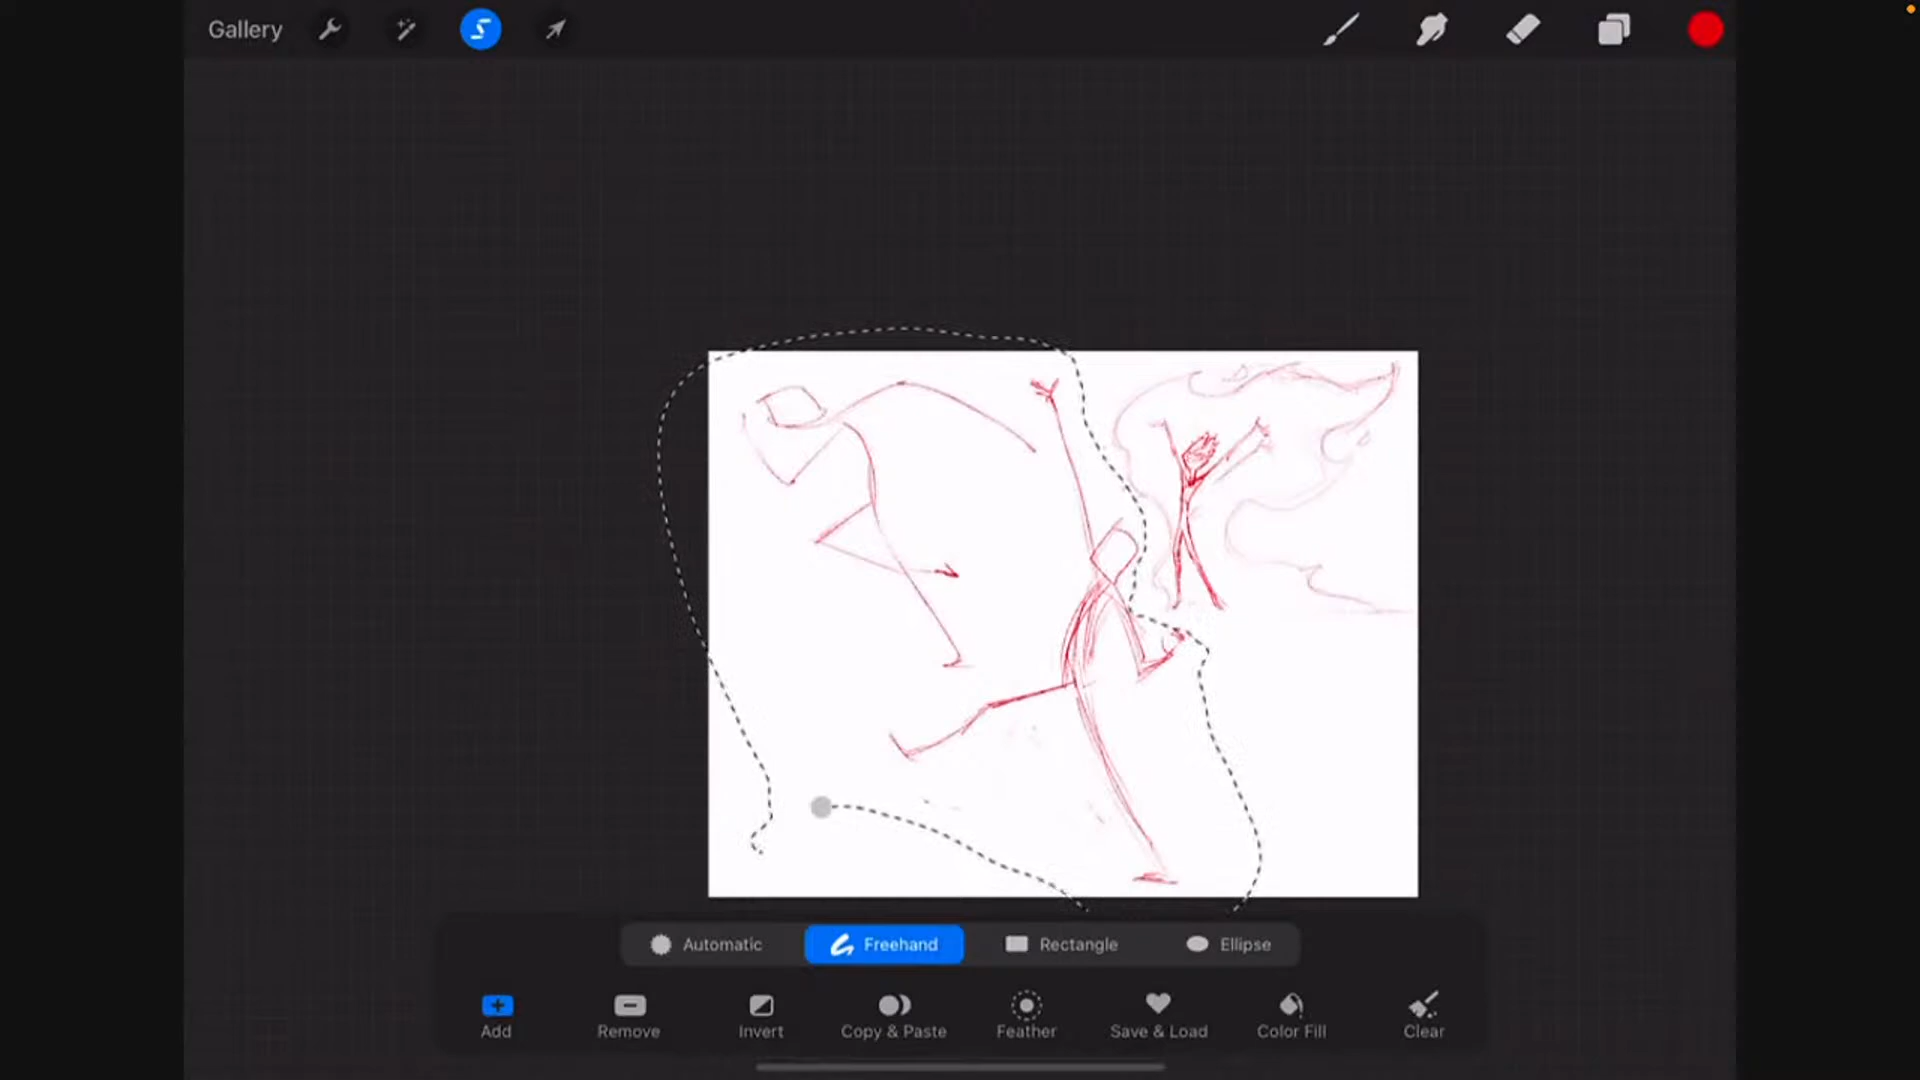 Gallery
Automatic Freehand Rectangle Ellipse
Add Remove Invert Copy & Paste Feather Save & Load Color Fill Clear